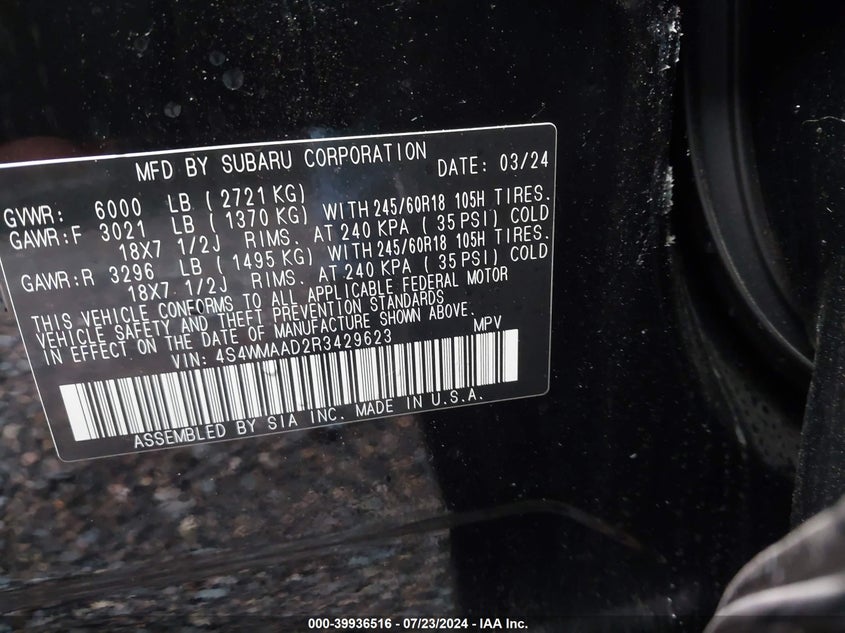 MFD BY SUBARU CORPORATION DATE: 03/24
GVWR: 6000 LB ( 2721 KG)
GAWR:F 3021 LB ( 1370 KG) WITH 245/60R18 105H TIRES.
18X7 1/2J RIMS. AT 240 KPA ( 35 PSI) COLD
GAWR:R 3296 LB ( 1495 KG) WITH 245/60R18 105H TIRES.
18X7 1/2J RIMS. AT 240 KPA ( 35 PSI) COLD
THIS VEHICLE CONFORMS TO ALL APPLICABLE FEDERAL MOTOR
VEHICLE SAFETY AND THEFT PREVENTION STANDARDS
IN EFFECT ON THE DATE OF MANUFACTURE SHOWN ABOVE.
VIN: 4S4WMAAD2R3429623 MPV
ASSEMBLED BY SIA INC. MADE IN U.S.A.
000-39936516 - 07/23/2024 - IAA Inc.